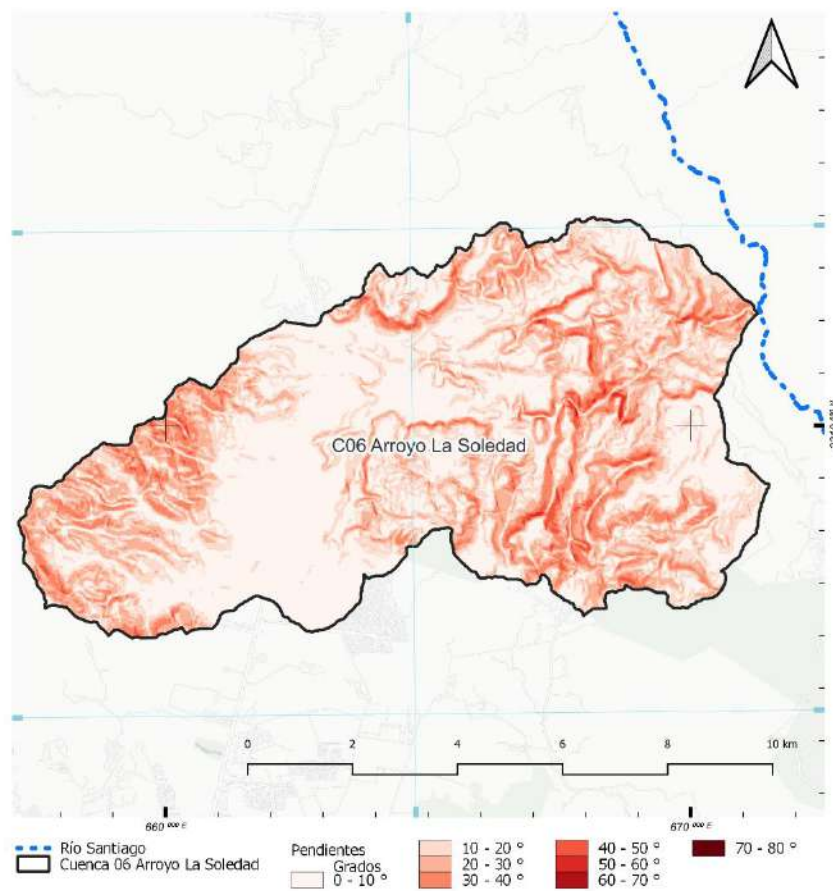 C06 Arroyo La Soledad
0 2 4 6 8 10 km
660 000 E 670 000 E
Río Santiago
Cuenca 06 Arroyo La Soledad
Pendientes
Grados
0 - 10 °
10 - 20 °
20 - 30 °
30 - 40 °
40 - 50 °
50 - 60 °
60 - 70 °
70 - 80 °